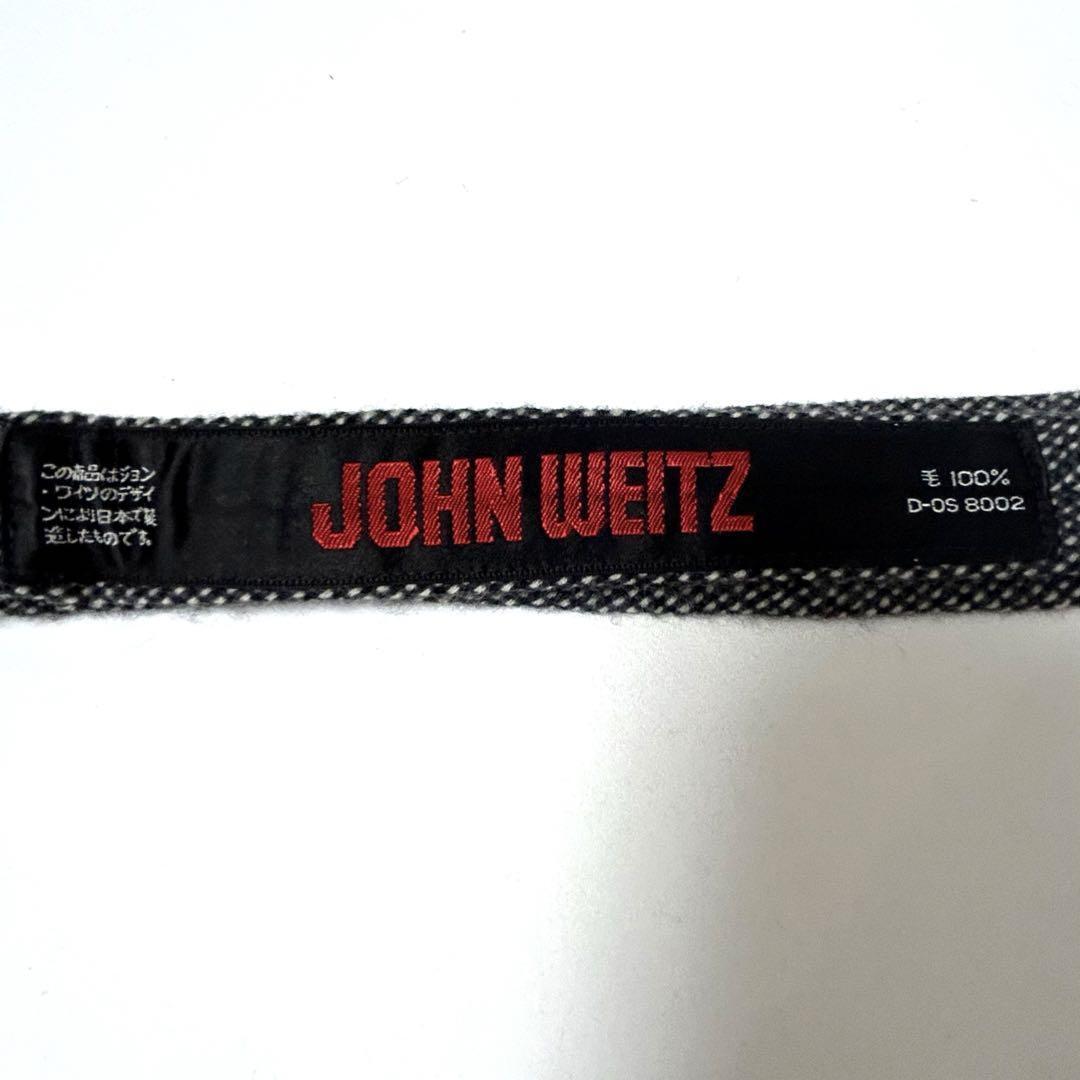 この商品はジョン
・ワイツのデザイ
ンにより日本で製
造したものです。
JOHN WEITZ
毛 100%
D-OS 8002